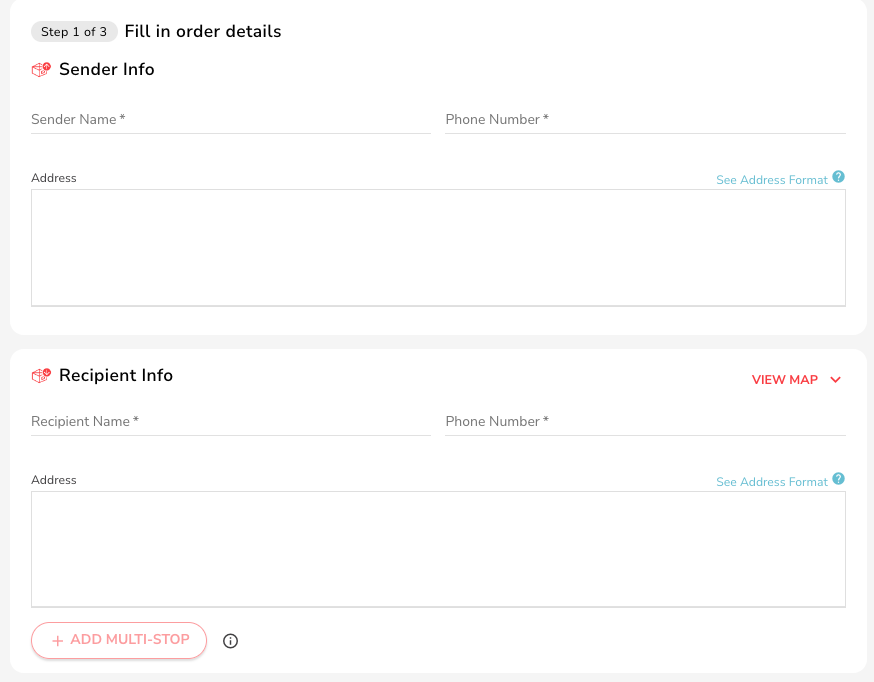 Step 1 of 3 Fill in order details
Sender Info
Sender Name * Phone Number *
Address See Address Format ?
Recipient Info VIEW MAP
Recipient Name * Phone Number *
Address See Address Format ?
+ ADD MULTI-STOP i